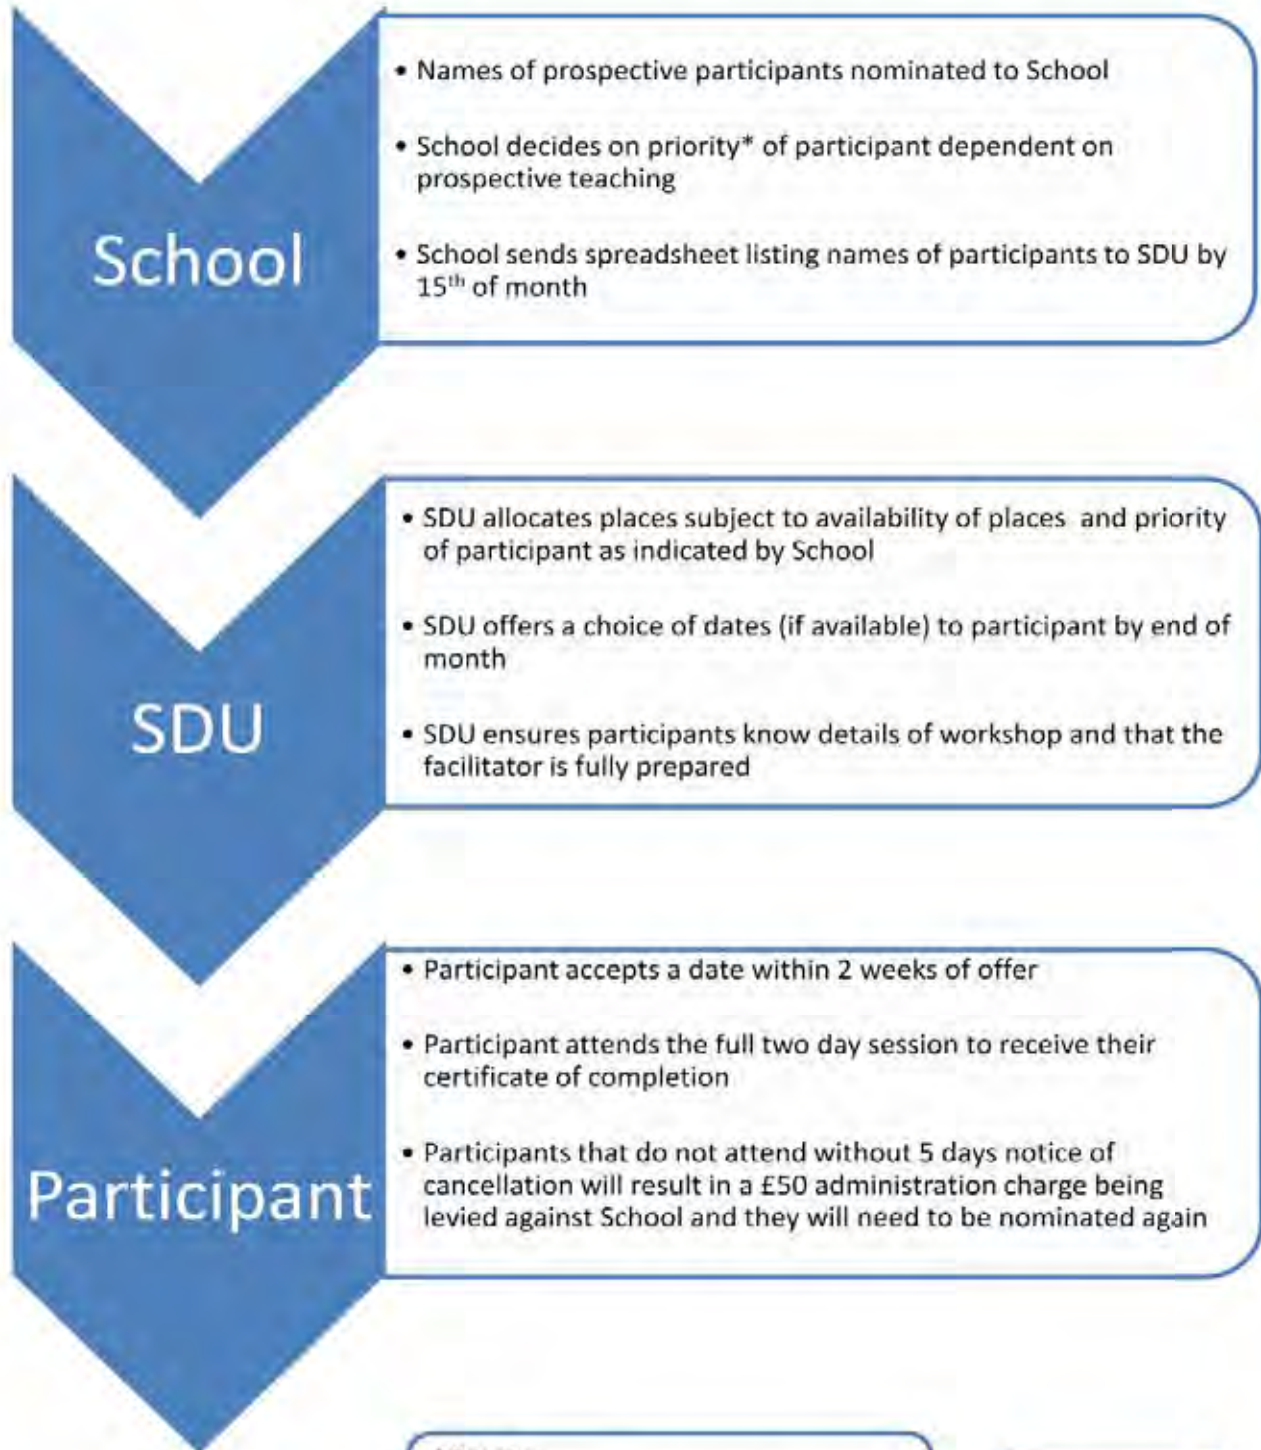 School
• Names of prospective participants nominated to School
• School decides on priority* of participant dependent on
prospective teaching
• School sends spreadsheet listing names of participants to SDU by
15th of month
SDU
• SDU allocates places subject to availability of places and priority
of participant as indicated by School
• SDU offers a choice of dates (if available) to participant by end of
month
• SDU ensures participants know details of workshop and that the
facilitator is fully prepared
Participant
• Participant accepts a date within 2 weeks of offer
• Participant attends the full two day session to receive their
certificate of completion
• Participants that do not attend without 5 days notice of
cancellation will result in a £50 administration charge being
levied against School and they will need to be nominated again